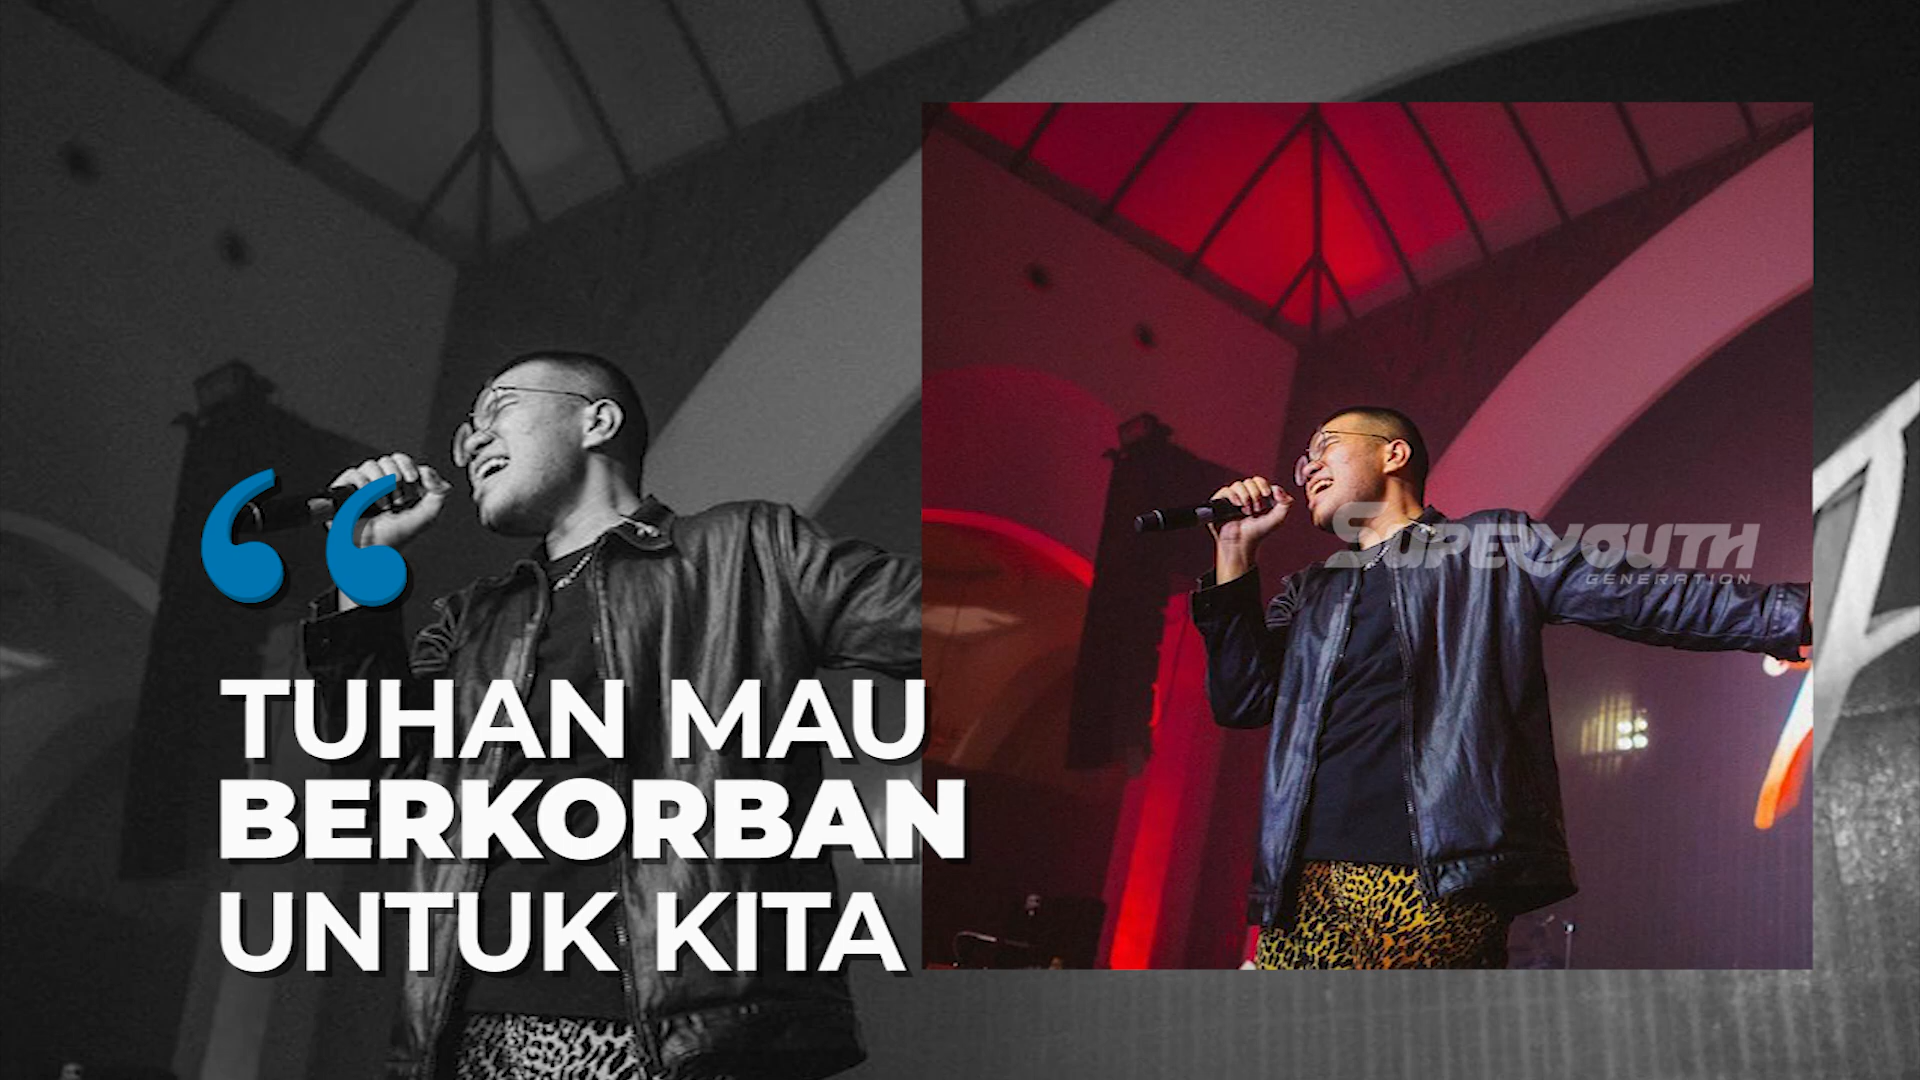 TUHAN MAU
BERKORBAN
UNTUK KITA
SUPERYOUTH
GENERATION